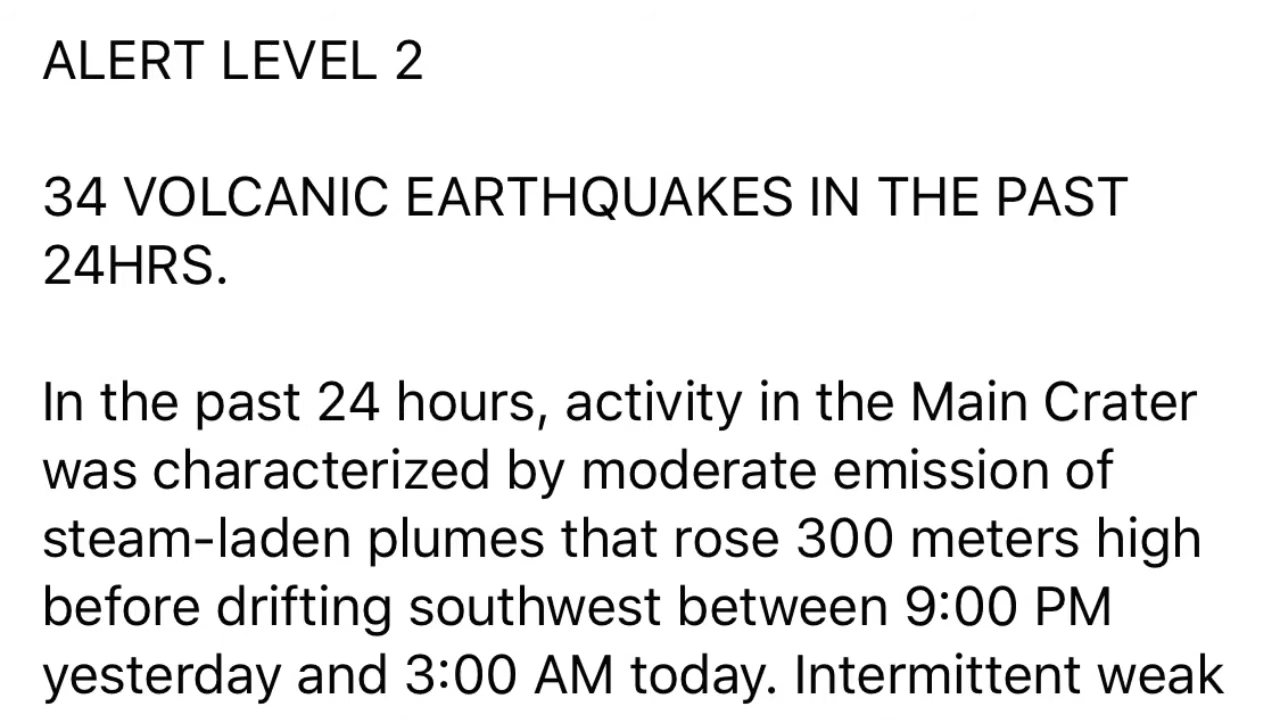 ALERT LEVEL 2
34 VOLCANIC EARTHQUAKES IN THE PAST
24HRS.
In the past 24 hours, activity in the Main Crater
was characterized by moderate emission of
steam-laden plumes that rose 300 meters high
before drifting southwest between 9:00 PM
yesterday and 3:00 AM today. Intermittent weak